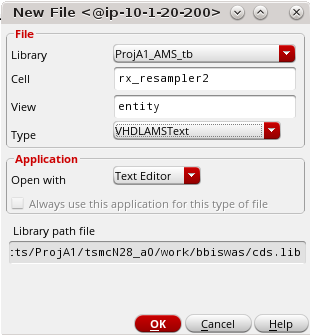 New File <@ip-10-1-20-200>
File
Library ProjA1_AMS_tb
Cell rx_resampler2
View entity
Type VHDLAMSText
Application
Open with Text Editor
Always use this application for this type of file
Library path file
cts/ProjA1/tsmcN28_a0/work/bbiswas/cds.lib
OK Cancel Help